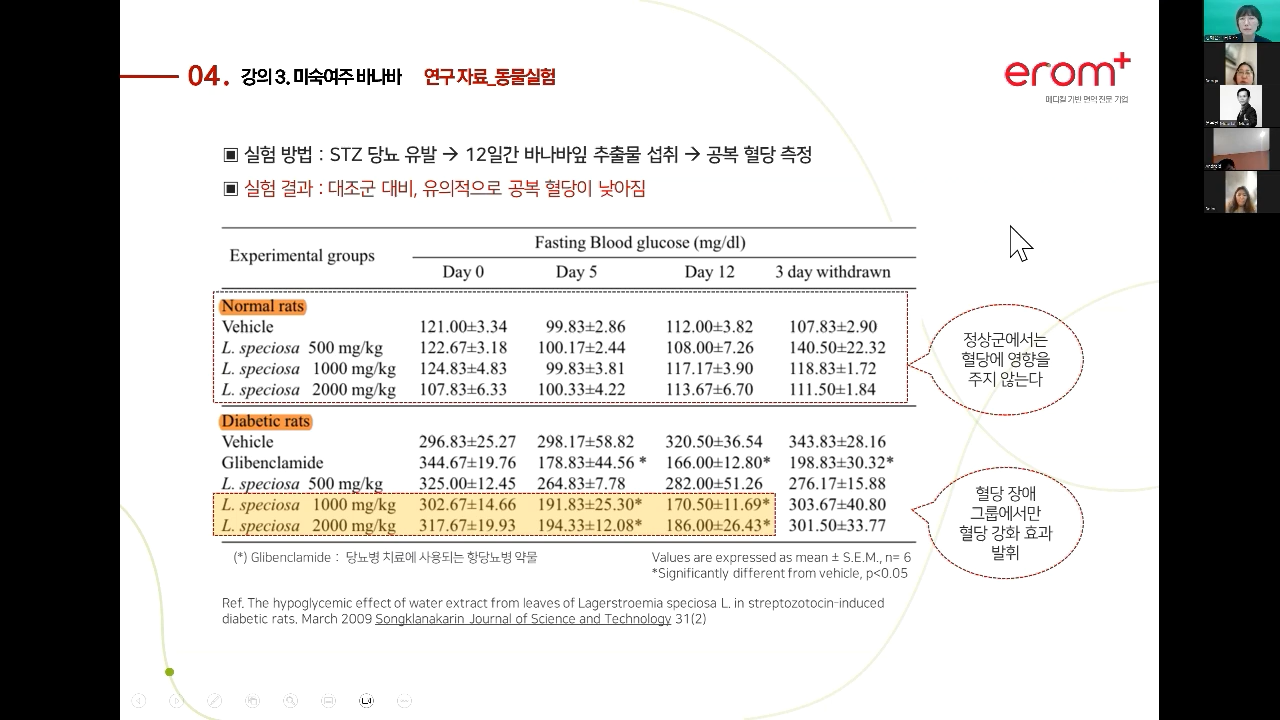 04. 강의 3. 미숙여주 바나바 연구 자료_동물실험
erom+
메디컬 기반 면역 전문 기업
▣ 실험 방법 : STZ 당뇨 유발 → 12일간 바나바잎 추출물 섭취 → 공복 혈당 측정
▣ 실험 결과 : 대조군 대비, 유의적으로 공복 혈당이 낮아짐
Experimental groups
Fasting Blood glucose (mg/dl)
Day 0 Day 5 Day 12 3 day withdrawn
Normal rats
Vehicle 121.00±3.34 99.83±2.86 112.00±3.82 107.83±2.90
L. speciosa 500 mg/kg 122.67±3.18 100.17±2.44 108.00±7.26 140.50±22.32
L. speciosa 1000 mg/kg 124.83±4.83 99.83±3.81 117.17±3.90 118.83±1.72
L. speciosa 2000 mg/kg 107.83±6.33 100.33±4.22 113.67±6.70 111.50±1.84
정상군에서는
혈당에 영향을
주지 않는다
Diabetic rats
Vehicle 296.83±25.27 298.17±58.82 320.50±36.54 343.83±28.16
Glibenclamide 344.67±19.76 178.83±44.56 * 166.00±12.80* 198.83±30.32*
L. speciosa 500 mg/kg 325.00±12.45 264.83±7.78 282.00±51.26 276.17±15.88
L. speciosa 1000 mg/kg 302.67±14.66 191.83±25.30* 170.50±11.69* 303.67±40.80
L. speciosa 2000 mg/kg 317.67±19.93 194.33±12.08* 186.00±26.43* 301.50±33.77
혈당 장애
그룹에서만
혈당 강화 효과
발휘
(*) Glibenclamide : 당뇨병 치료에 사용되는 항당뇨병 약물
Values are expressed as mean ± S.E.M., n= 6
*Significantly different from vehicle, p<0.05
Ref. The hypoglycemic effect of water extract from leaves of Lagerstroemia speciosa L. in streptozotocin-induced
diabetic rats. March 2009 Songklanakarin Journal of Science and Technology 31(2)